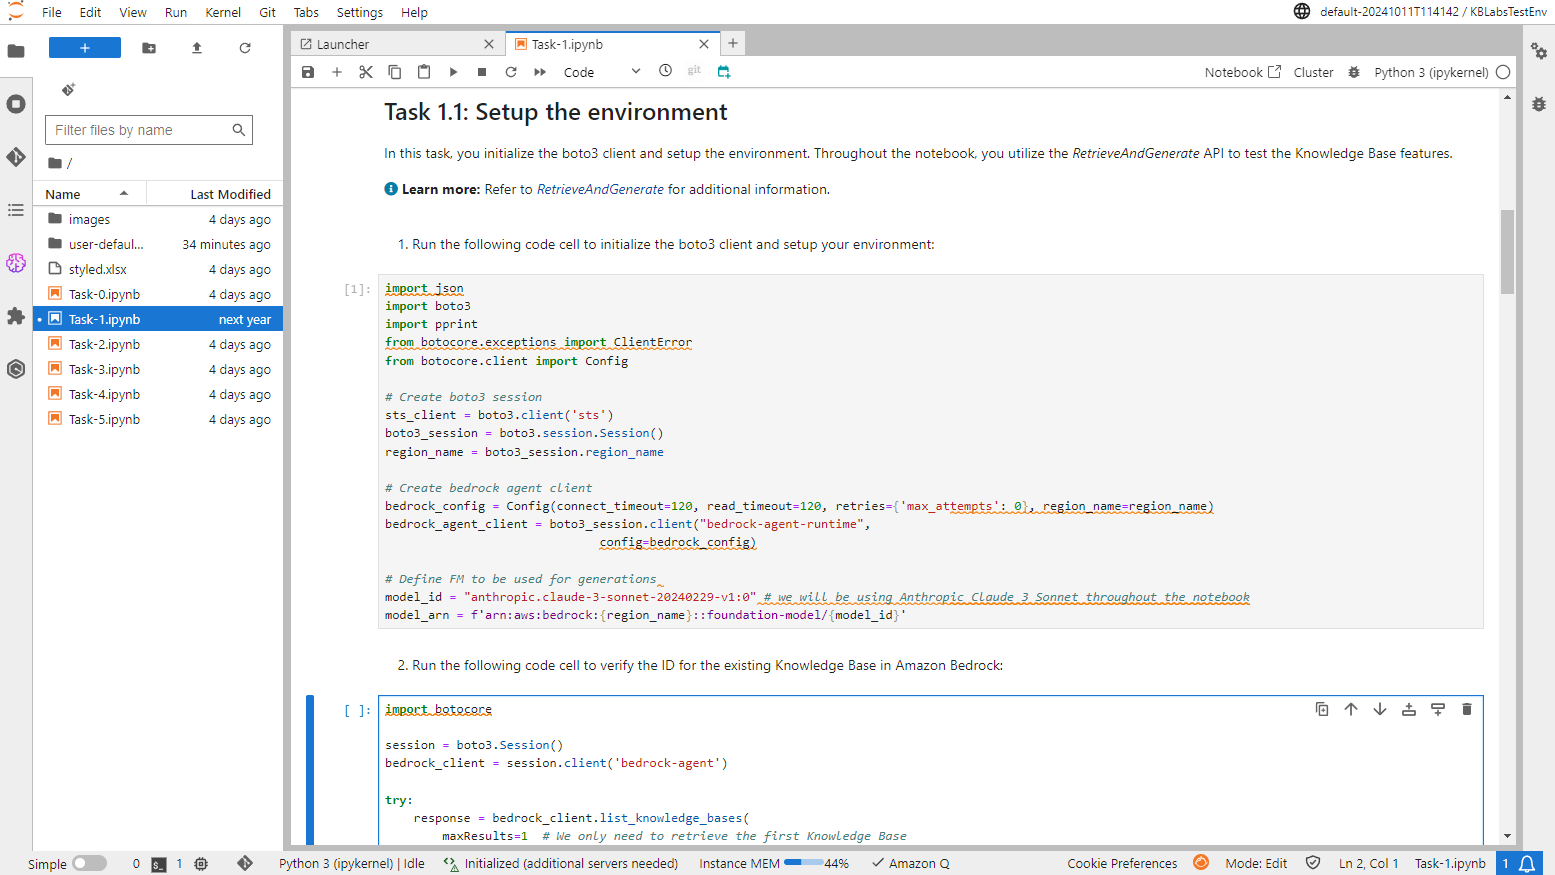 File Edit View Run Kernel Git Tabs Settings Help
default-20241011T114142 / KBLabsTestEnv
Launcher
Task-1.ipynb
Code
git
Notebook
Cluster
Python 3 (ipykernel)
Filter files by name
/
Name Last Modified
images 4 days ago
user-defaul... 34 minutes ago
styled.xlsx 4 days ago
Task-0.ipynb 4 days ago
Task-1.ipynb next year
Task-2.ipynb 4 days ago
Task-3.ipynb 4 days ago
Task-4.ipynb 4 days ago
Task-5.ipynb 4 days ago
Task 1.1: Setup the environment
In this task, you initialize the boto3 client and setup the environment. Throughout the notebook, you utilize the RetrieveAndGenerate API to test the Knowledge Base features.
Learn more: Refer to RetrieveAndGenerate for additional information.
1. Run the following code cell to initialize the boto3 client and setup your environment:
[1]:
import json
import boto3
import pprint
from botocore.exceptions import ClientError
from botocore.client import Config
# Create boto3 session
sts_client = boto3.client('sts')
boto3_session = boto3.session.Session()
region_name = boto3_session.region_name
# Create bedrock agent client
bedrock_config = Config(connect_timeout=120, read_timeout=120, retries={'max_attempts': 0}, region_name=region_name)
bedrock_agent_client = boto3_session.client("bedrock-agent-runtime",
config=bedrock_config)
# Define FM to be used for generations
model_id = "anthropic.claude-3-sonnet-20240229-v1:0" # we will be using Anthropic Claude 3 Sonnet throughout the notebook
model_arn = f'arn:aws:bedrock:{region_name}::foundation-model/{model_id}'
2. Run the following code cell to verify the ID for the existing Knowledge Base in Amazon Bedrock:
[ ]:
import botocore
session = boto3.Session()
bedrock_client = session.client('bedrock-agent')
try:
response = bedrock_client.list_knowledge_bases(
maxResults=1 # We only need to retrieve the first Knowledge Base
Simple 0 $_ 1 Python 3 (ipykernel) | Idle Initialized (additional servers needed) Instance MEM 44% Amazon Q Cookie Preferences Mode: Edit Ln 2, Col 1 Task-1.ipynb 1